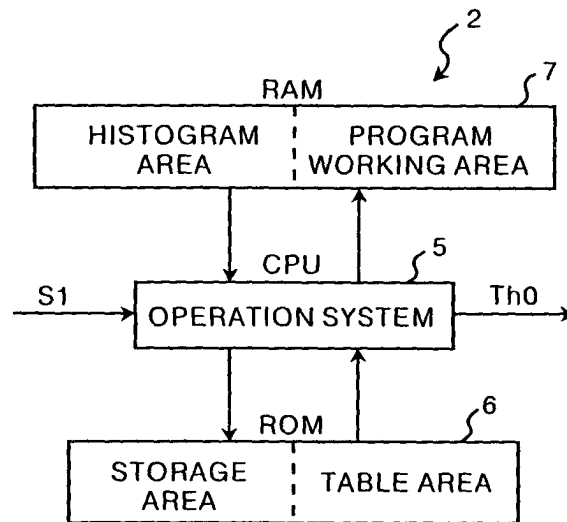 2
RAM
7
HISTOGRAM AREA
PROGRAM WORKING AREA
CPU
5
S1
OPERATION SYSTEM
Th0
ROM
6
STORAGE AREA
TABLE AREA